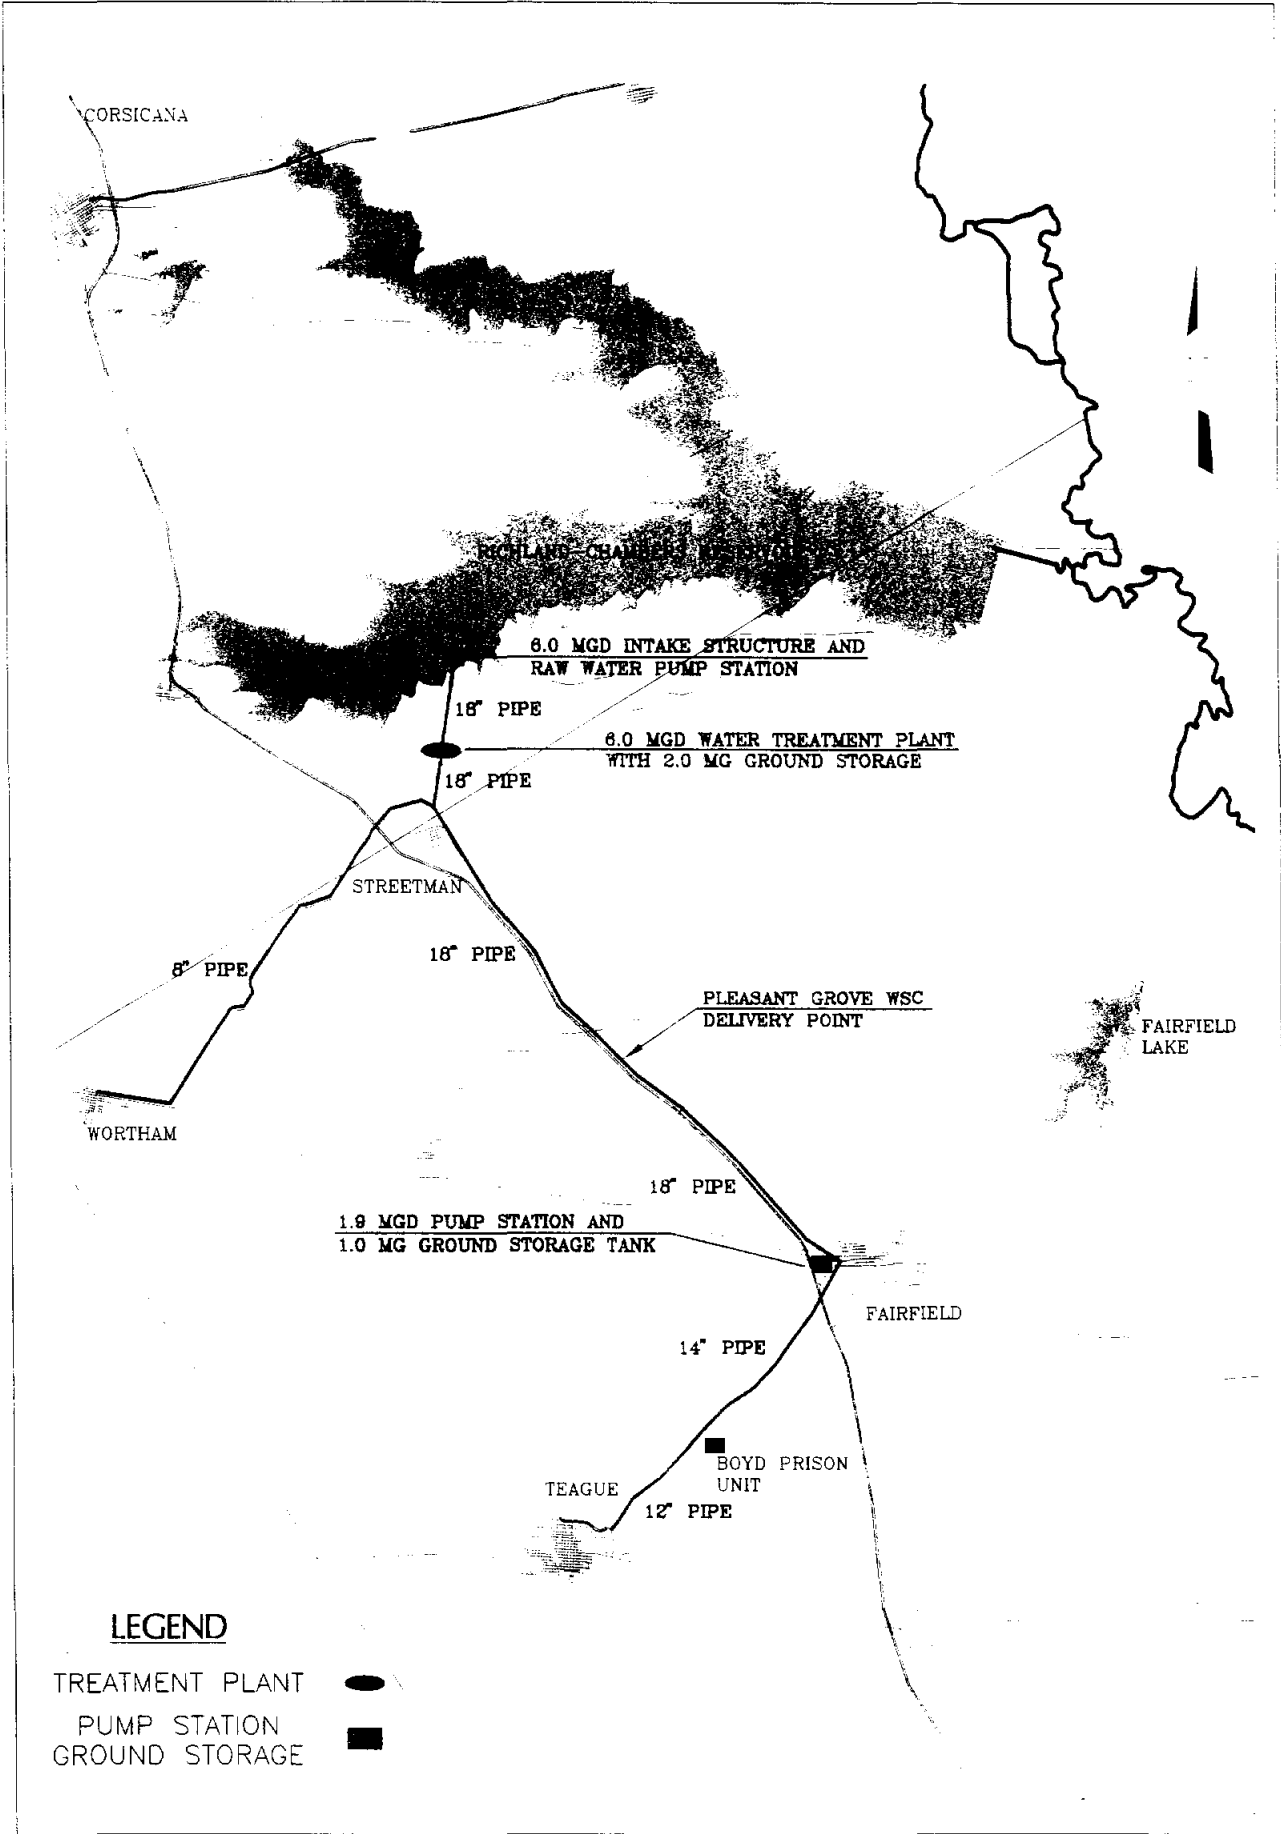 CORSICANA
RICHLAND-CHAMBERS RESERVOIR
6.0 MGD INTAKE STRUCTURE AND
RAW WATER PUMP STATION
18" PIPE
6.0 MGD WATER TREATMENT PLANT
WITH 2.0 MG GROUND STORAGE
18" PIPE
STREETMAN
18" PIPE
8" PIPE
PLEASANT GROVE WSC
DELIVERY POINT
FAIRFIELD
LAKE
WORTHAM
18" PIPE
1.9 MGD PUMP STATION AND
1.0 MG GROUND STORAGE TANK
FAIRFIELD
14" PIPE
BOYD PRISON
UNIT
TEAGUE
12" PIPE
LEGEND
TREATMENT PLANT
PUMP STATION
GROUND STORAGE